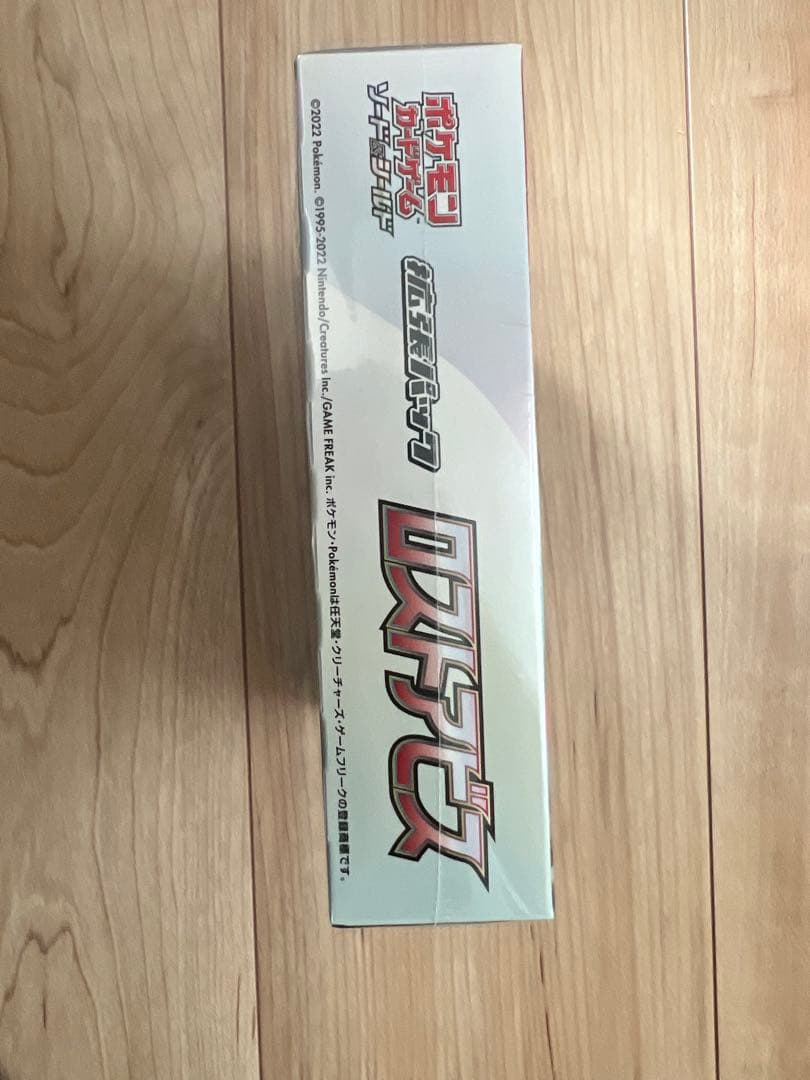 ポケモン
カードゲーム
ソード&シールド
拡張パック
ロストアビス
©2022 Pokémon. ©1995-2022 Nintendo/Creatures Inc./GAME FREAK inc. ポケモン・Pokémonは任天堂・クリーチャーズ・ゲームフリークの登録商標です。